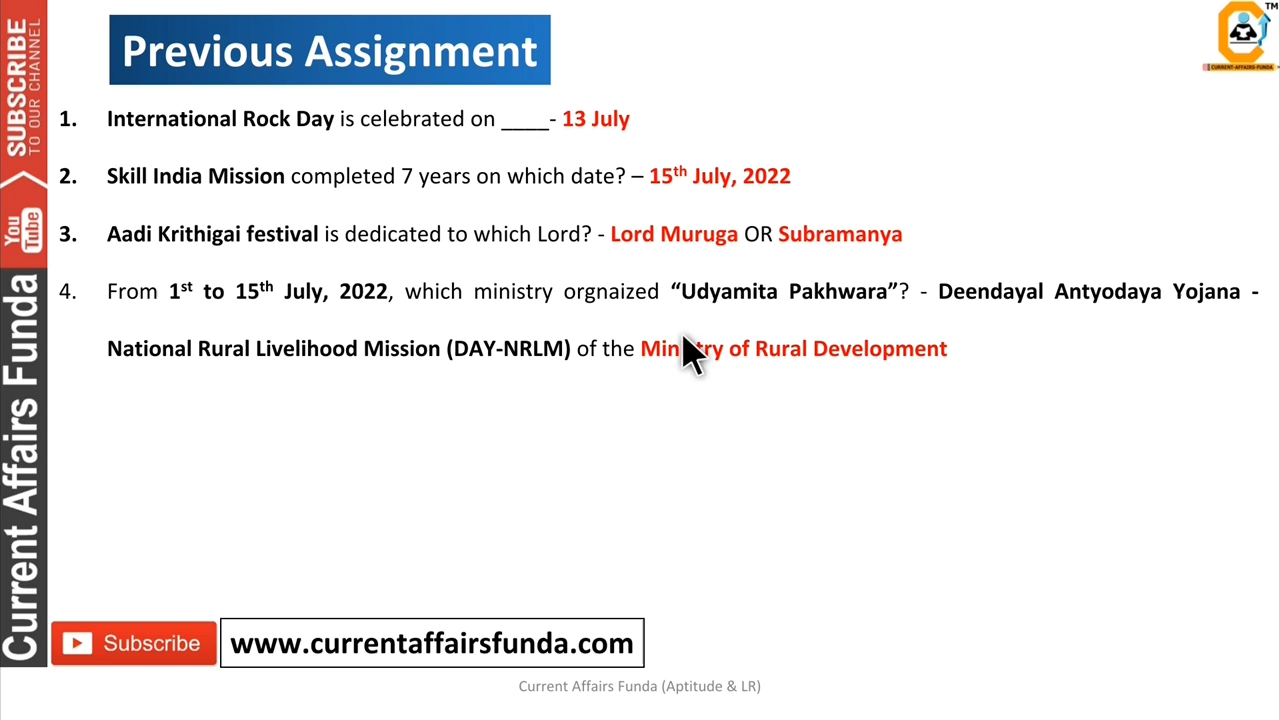 Previous Assignment
1. International Rock Day is celebrated on ____- 13 July
2. Skill India Mission completed 7 years on which date? – 15th July, 2022
3. Aadi Krithigai festival is dedicated to which Lord? - Lord Muruga OR Subramanya
4. From 1st to 15th July, 2022, which ministry orgnaized “Udyamita Pakhwara”? - Deendayal Antyodaya Yojana -
National Rural Livelihood Mission (DAY-NRLM) of the Ministry of Rural Development
SUBSCRIBE
TO OUR CHANNEL
You
Tube
Current Affairs Funda
TM
CURRENT-AFFAIRS-FUNDA
Subscribe
www.currentaffairsfunda.com
Current Affairs Funda (Aptitude & LR)